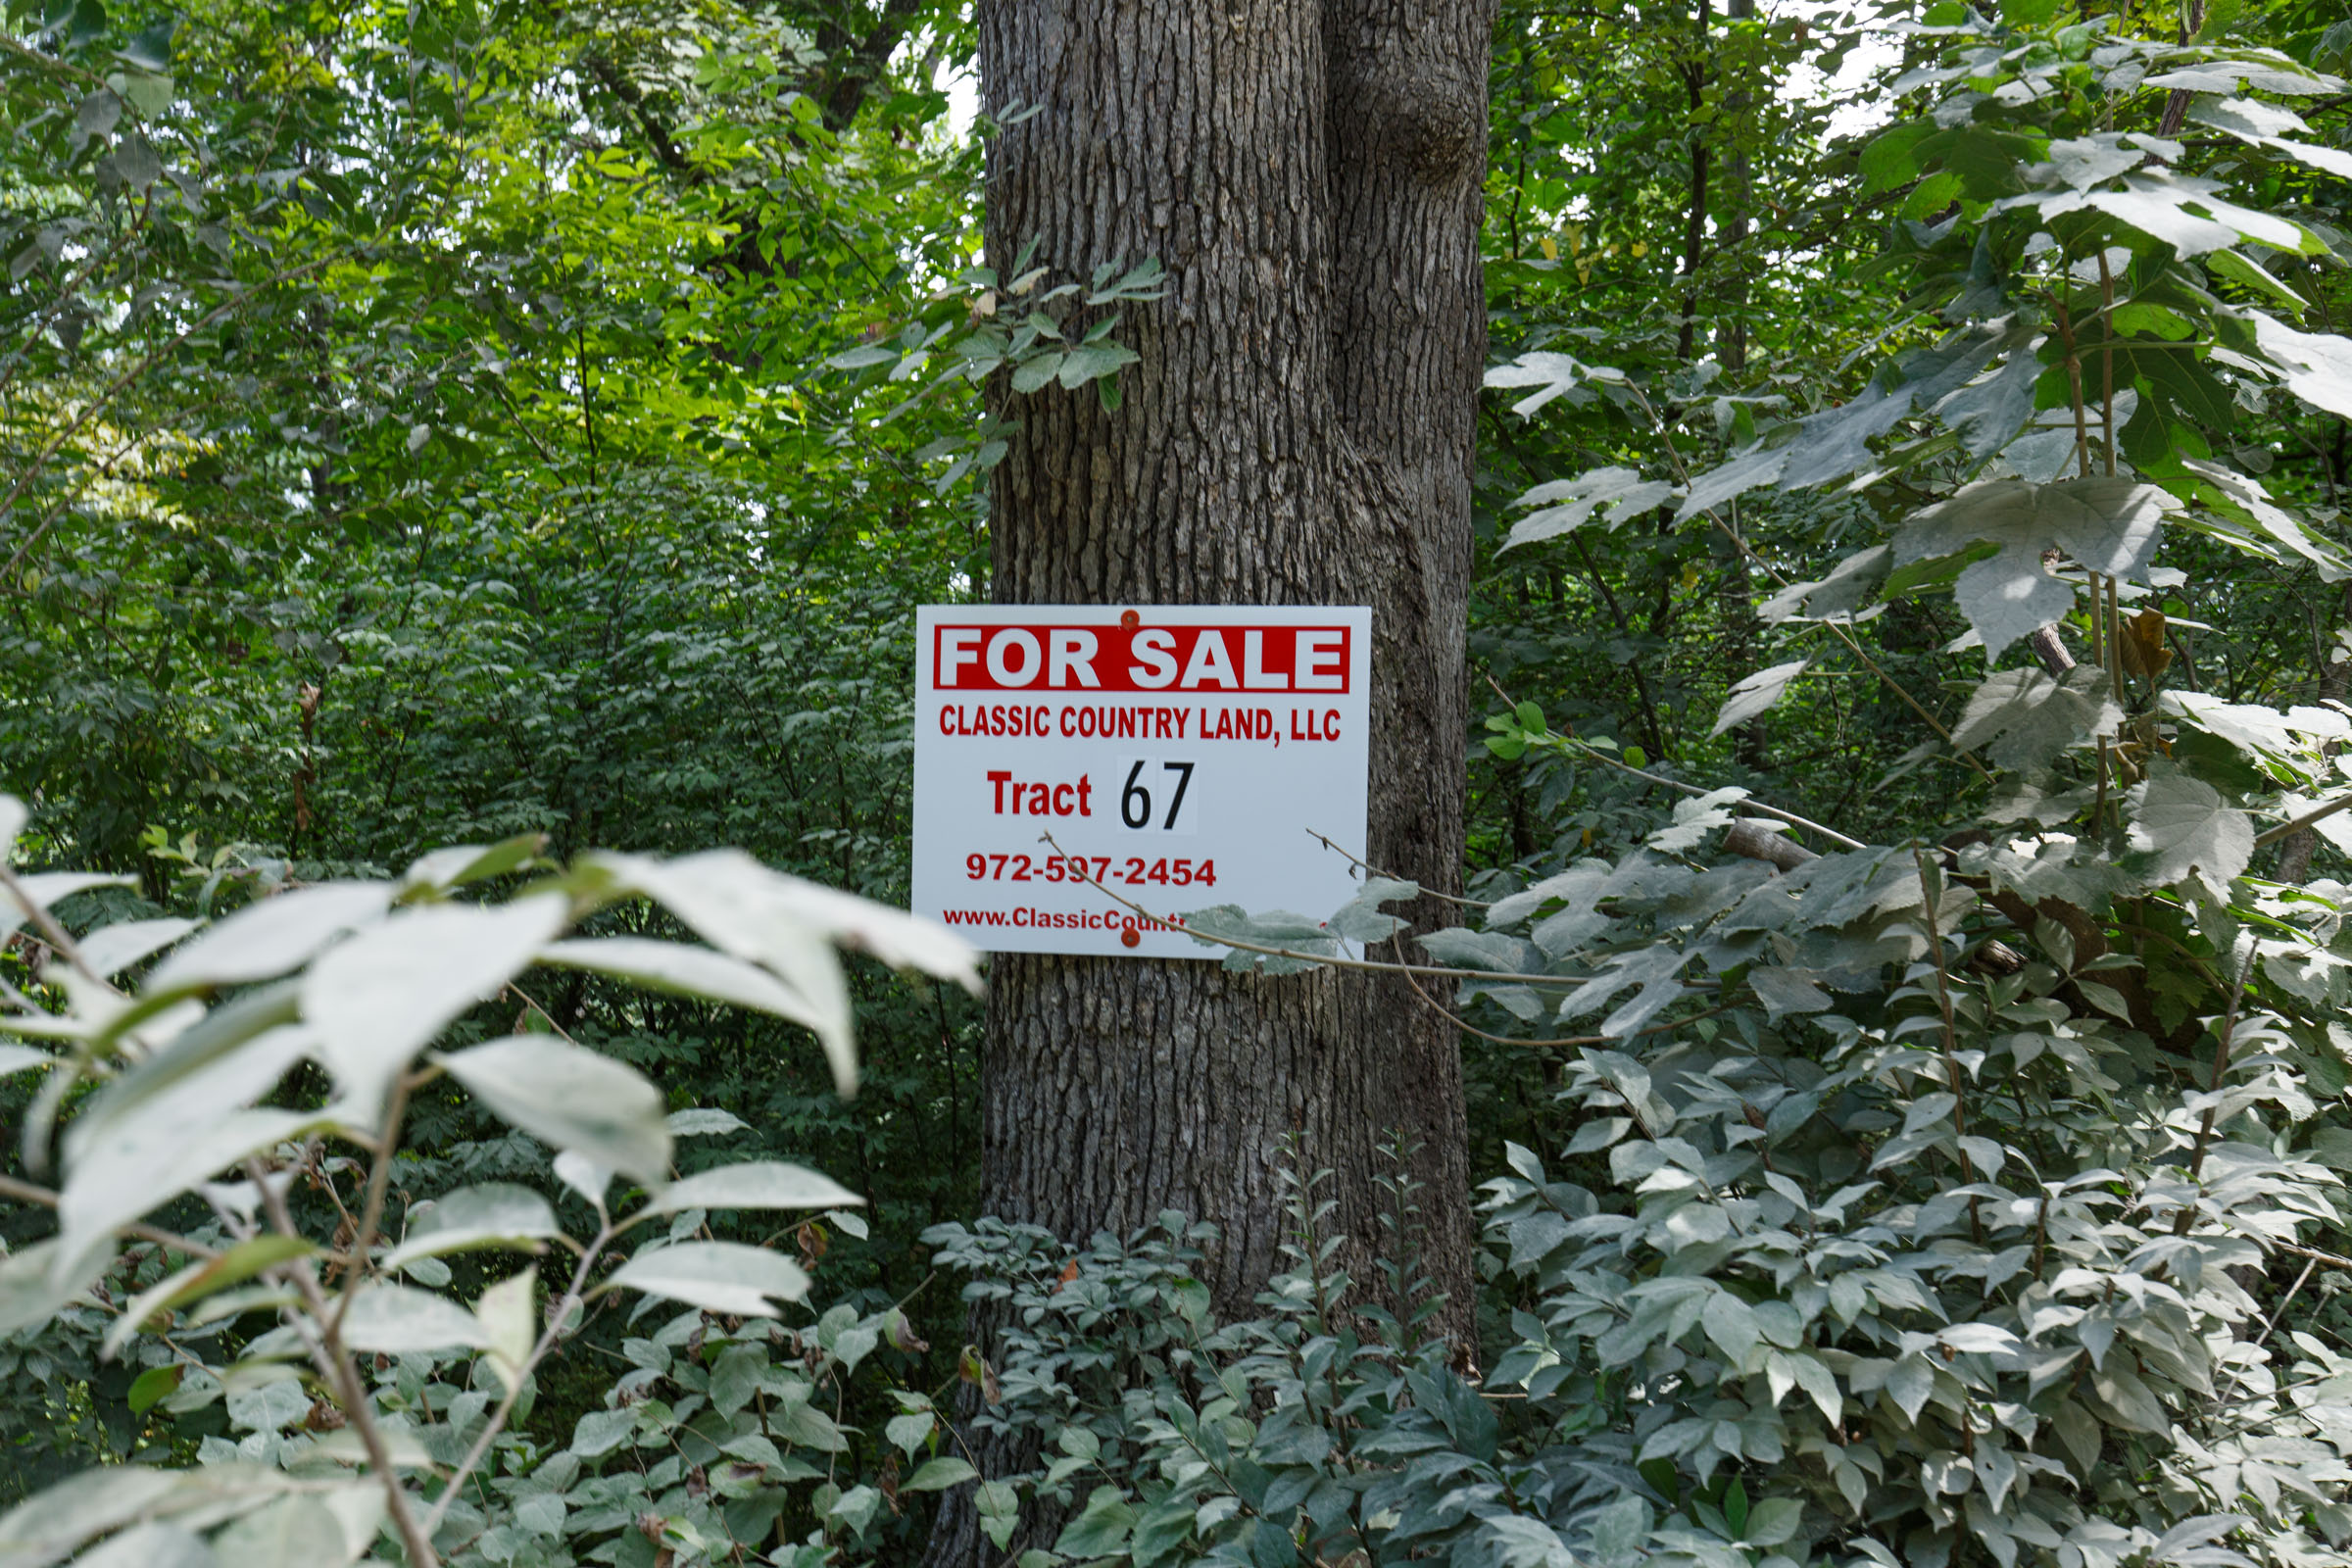 FOR SALE
CLASSIC COUNTRY LAND, LLC
Tract 67
972-597-2454